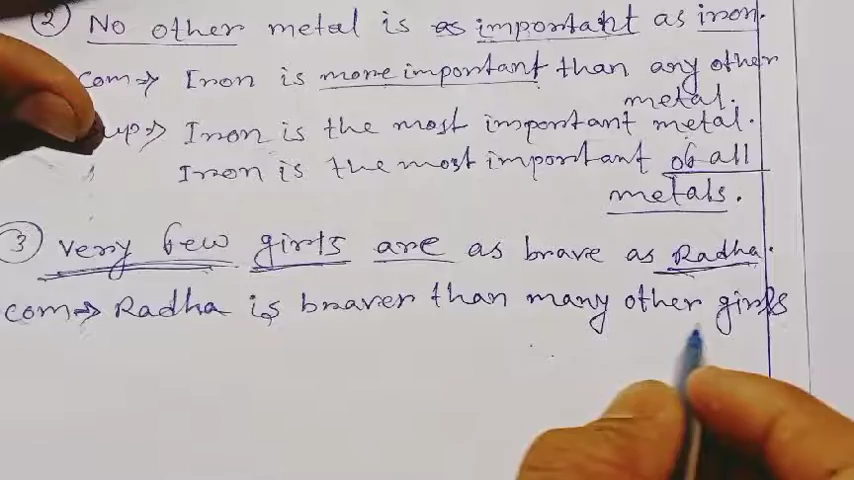 ② No other metal is as important as iron.
com⇒ Iron is more important than any other
metal.
up⇒ Iron is the most important metal.
Iron is the most important of all
metals.
③ Very few girls are as brave as Radha.
com⇒ Radha is braver than many other girls